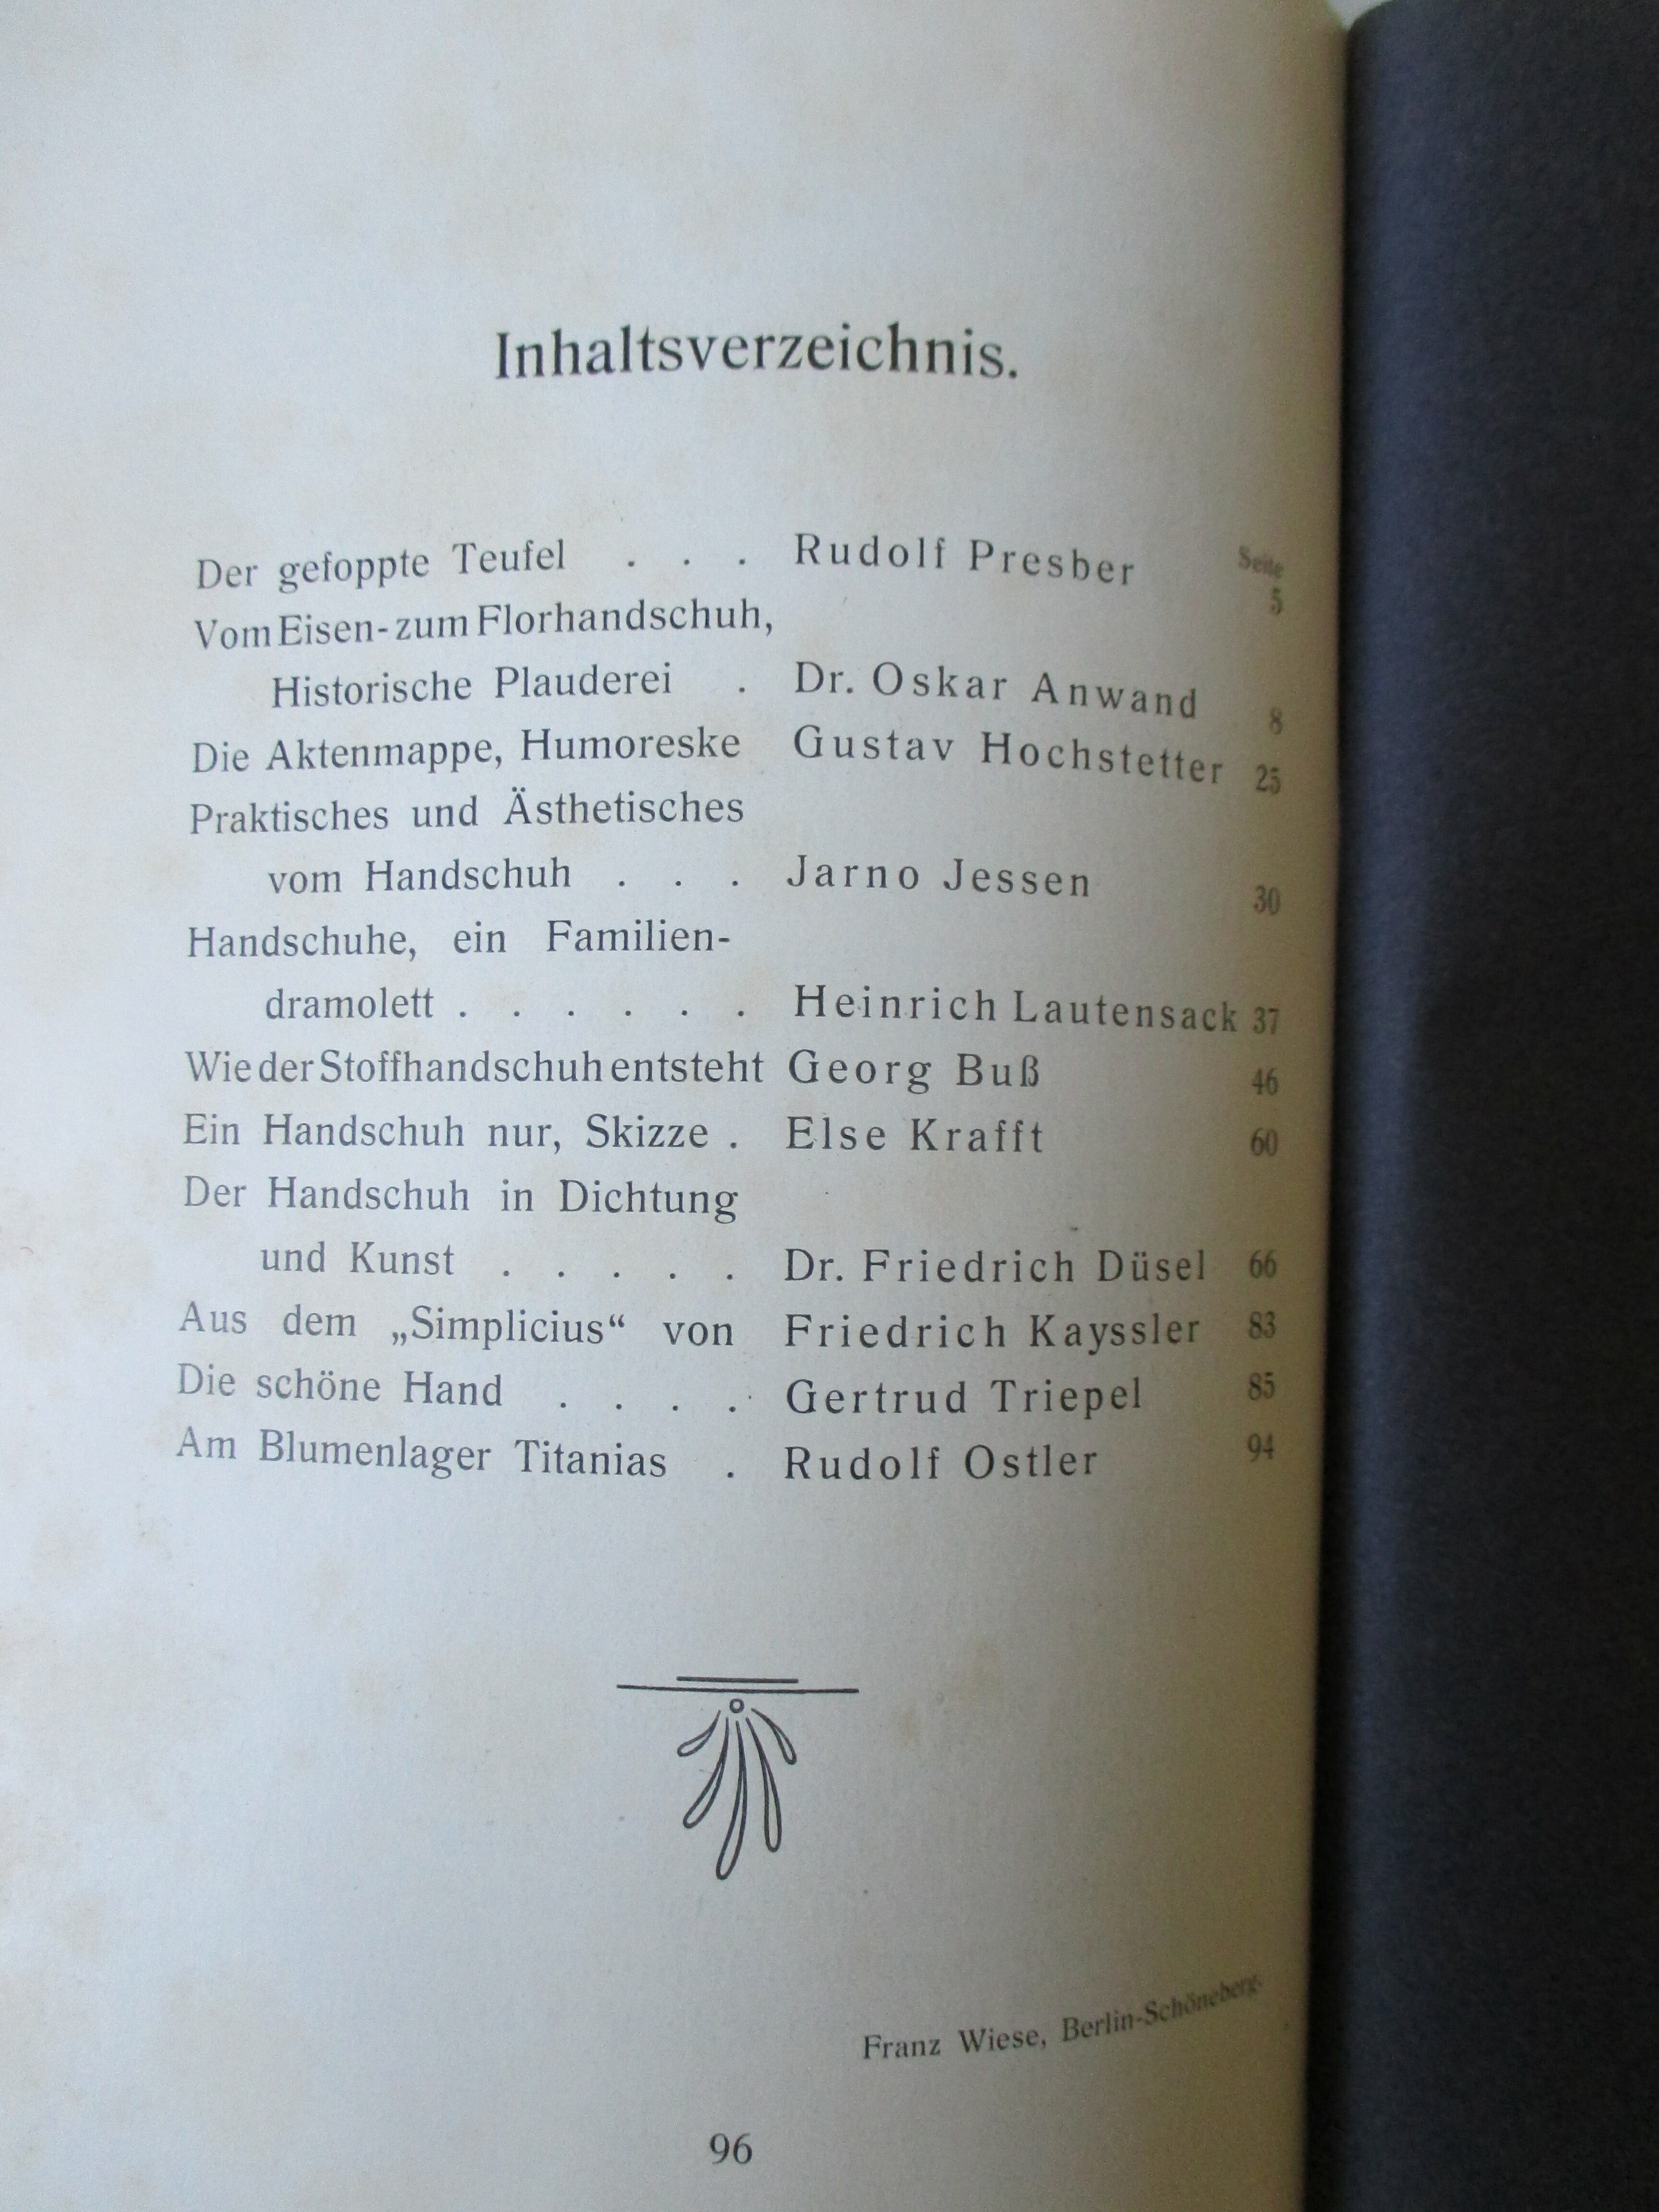 Inhaltsverzeichnis.
Seite
Der gefoppte Teufel . . . Rudolf Presber 5
Vom Eisen- zum Florhandschuh,
Historische Plauderei . Dr. Oskar Anwand 8
Die Aktenmappe, Humoreske Gustav Hochstetter 25
Praktisches und Ästhetisches
vom Handschuh . . . Jarno Jessen 30
Handschuhe, ein Familien-
dramolett . . . . . . Heinrich Lautensack 37
Wie der Stoffhandschuh entsteht Georg Buß 46
Ein Handschuh nur, Skizze . Else Krafft 60
Der Handschuh in Dichtung
und Kunst . . . . . Dr. Friedrich Düsel 66
Aus dem „Simplicius“ von Friedrich Kayssler 83
Die schöne Hand . . . . Gertrud Triepel 85
Am Blumenlager Titanias . Rudolf Ostler 94
Franz Wiese, Berlin-Schöneberg.
96